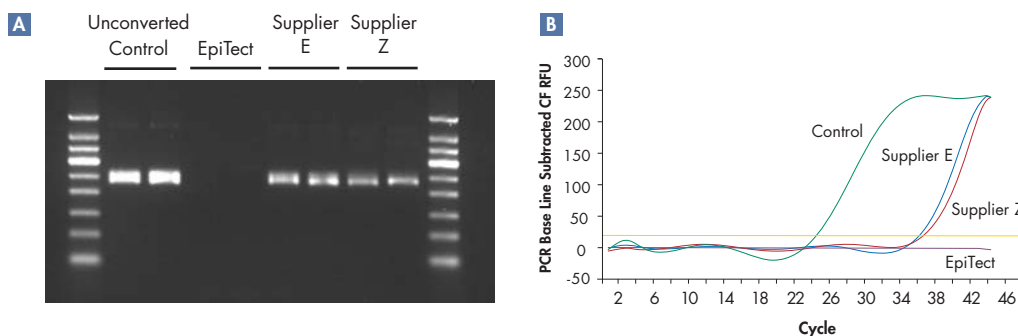 A
Unconverted
Control
EpiTect
Supplier
E
Supplier
Z
B
PCR Base Line Subtracted CF RFU
300
250
200
150
100
50
0
-50
Control
Supplier E
Supplier Z
EpiTect
2 6 10 14 18 22 26 30 34 38 42 46
Cycle